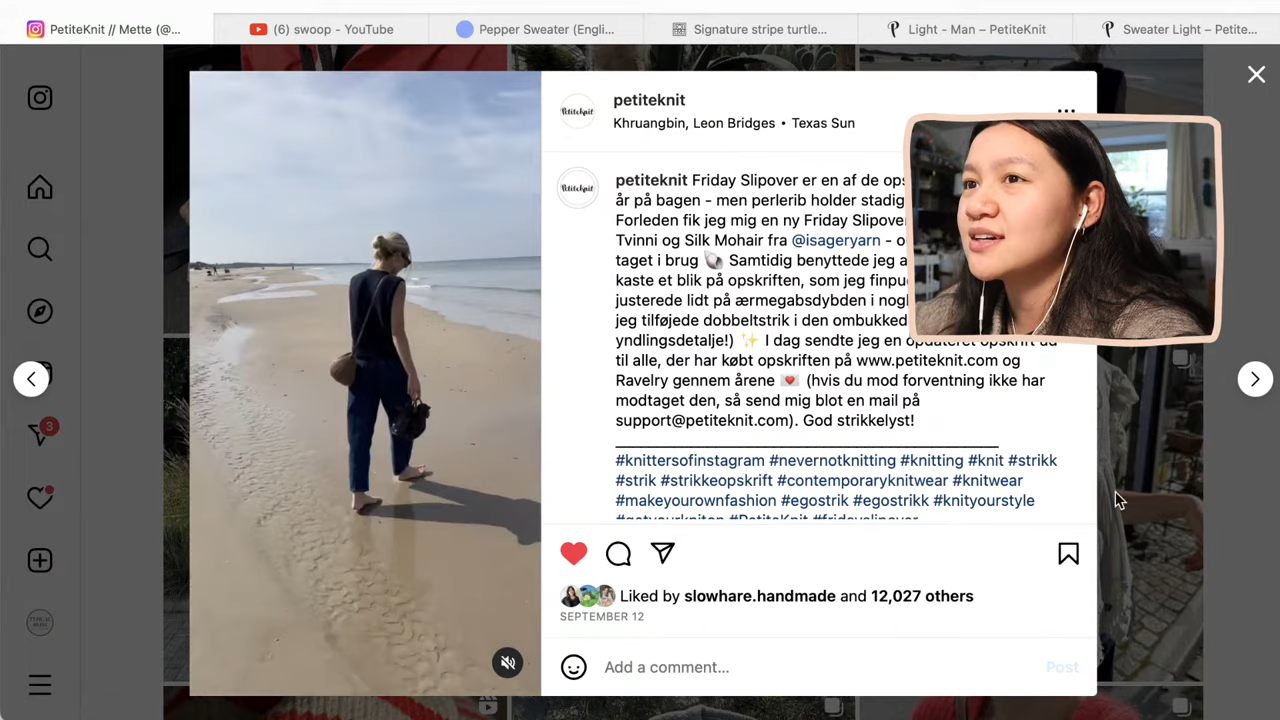 PetiteKnit // Mette (@...
(6) swoop - YouTube
Pepper Sweater (Engli...
Signature stripe turtle...
Light - Man – PetiteKnit
Sweater Light – Petite...
petiteknit
Khruangbin, Leon Bridges • Texas Sun
petiteknit Friday Slipover er en af de
år på bagen - men perlerib holder stadig
Forleden fik jeg mig en ny Friday Slipover
Tvinni og Silk Mohair fra @isageryarn -
taget i brug 🐚 Samtidig benyttede jeg
kaste et blik på opskriften, som jeg
justerede lidt på ærmegabsdybden i
jeg tilføjede dobbeltstrik i den
yndlingsdetalje!) ✨ I dag sendte jeg en opdateret opskrift ud
til alle, der har købt opskriften på www.petiteknit.com og
Ravelry gennem årene 💌 (hvis du mod forventning ikke har
modtaget den, så send mig blot en mail på
support@petiteknit.com). God strikkelyst!
#knittersofinstagram #nevernotknitting #knitting #knit #strikk
#strik #strikkeopskrift #contemporaryknitwear #knitwear
#makeyourownfashion #egostrik #egostrikk #knityourstyle
#PetiteKnit #fridayslipover
Liked by slowhare.handmade and 12,027 others
SEPTEMBER 12
Add a comment...
Post
3
Petiteknit
Petiteknit